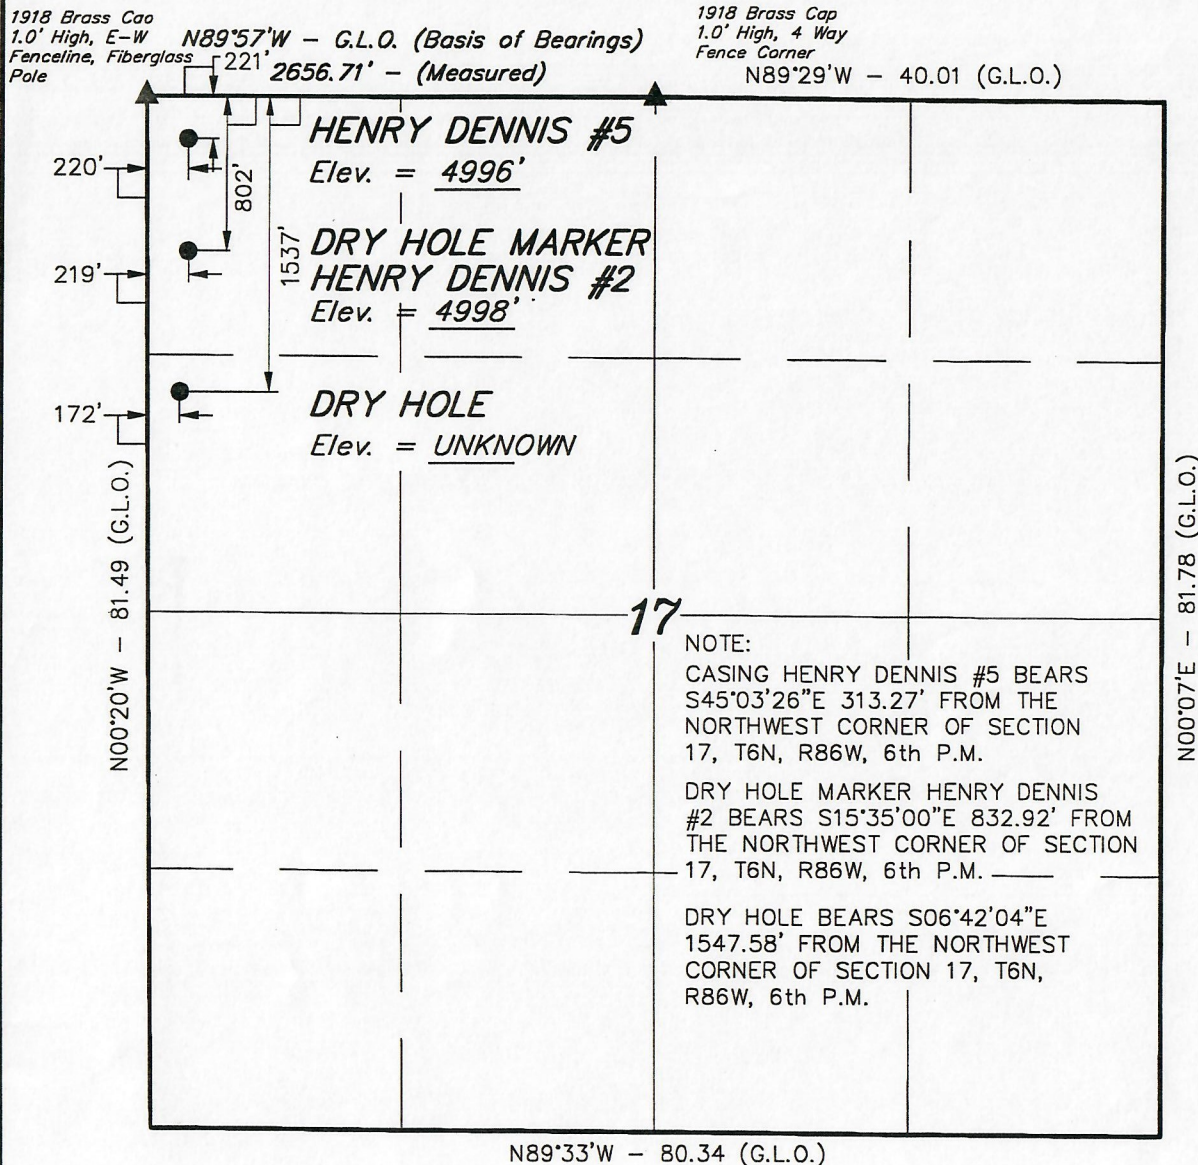 1918 Brass Cao
1.0' High, E-W
Fenceline, Fiberglass
Pole
N89°57'W - G.L.O. (Basis of Bearings)
221'
2656.71' - (Measured)
1918 Brass Cap
1.0' High, 4 Way
Fence Corner
N89°29'W - 40.01 (G.L.O.)
HENRY DENNIS #5
Elev. = 4996'
220'
802'
DRY HOLE MARKER
HENRY DENNIS #2
Elev. = 4998'
219'
1537'
DRY HOLE
Elev. = UNKNOWN
172'
N00°20'W - 81.49 (G.L.O.)
N00°07'E - 81.78 (G.L.O.)
17
NOTE:
CASING HENRY DENNIS #5 BEARS
S45°03'26"E 313.27' FROM THE
NORTHWEST CORNER OF SECTION
17, T6N, R86W, 6th P.M.
DRY HOLE MARKER HENRY DENNIS
#2 BEARS S15°35'00"E 832.92' FROM
THE NORTHWEST CORNER OF SECTION
17, T6N, R86W, 6th P.M.
DRY HOLE BEARS S06°42'04"E
1547.58' FROM THE NORTHWEST
CORNER OF SECTION 17, T6N,
R86W, 6th P.M.
N89°33'W - 80.34 (G.L.O.)